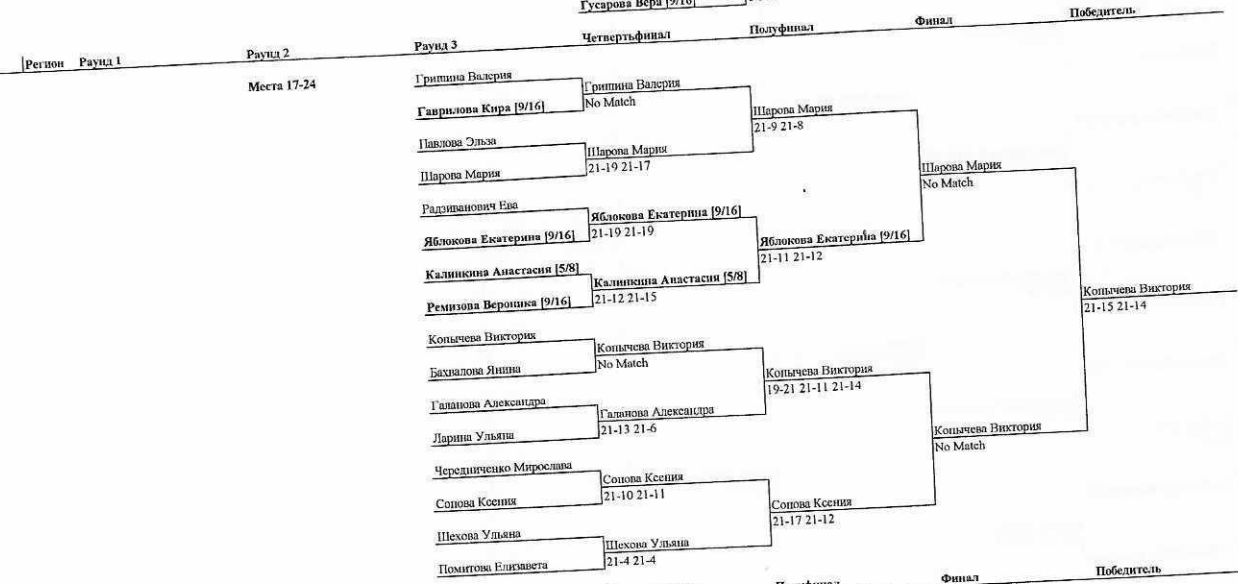 Гусарова Вера [9/16]
Регион Раунд 1 Раунд 2 Раунд 3 Четвертьфинал Полуфинал Финал Победитель
Места 17-24
Гришина Валерия
Гришина Валерия
Гаврилова Кира [9/16]
No Match
Шарова Мария
21-9 21-8
Павлова Эльза
Шарова Мария
Шарова Мария
21-19 21-17
Шарова Мария
No Match
Радзиванович Ева
Яблокова Екатерина [9/16]
Яблокова Екатерина [9/16]
21-19 21-19
Яблокова Екатерина [9/16]
21-11 21-12
Калинкина Анастасия [5/8]
Калинкина Анастасия [5/8]
Ремизова Вероника [9/16]
21-12 21-15
Копычева Виктория
21-15 21-14
Копычева Виктория
Копычева Виктория
Бахвалова Янина
No Match
Копычева Виктория
19-21 21-11 21-14
Галанова Александра
Галанова Александра
Ларина Ульяна
21-13 21-6
Копычева Виктория
No Match
Чередниченко Мирослава
Сонова Ксения
Сонова Ксения
21-10 21-11
Сонова Ксения
21-17 21-12
Шехова Ульяна
Шехова Ульяна
Помитова Елизавета
21-4 21-4
Полуфинал Финал Победитель